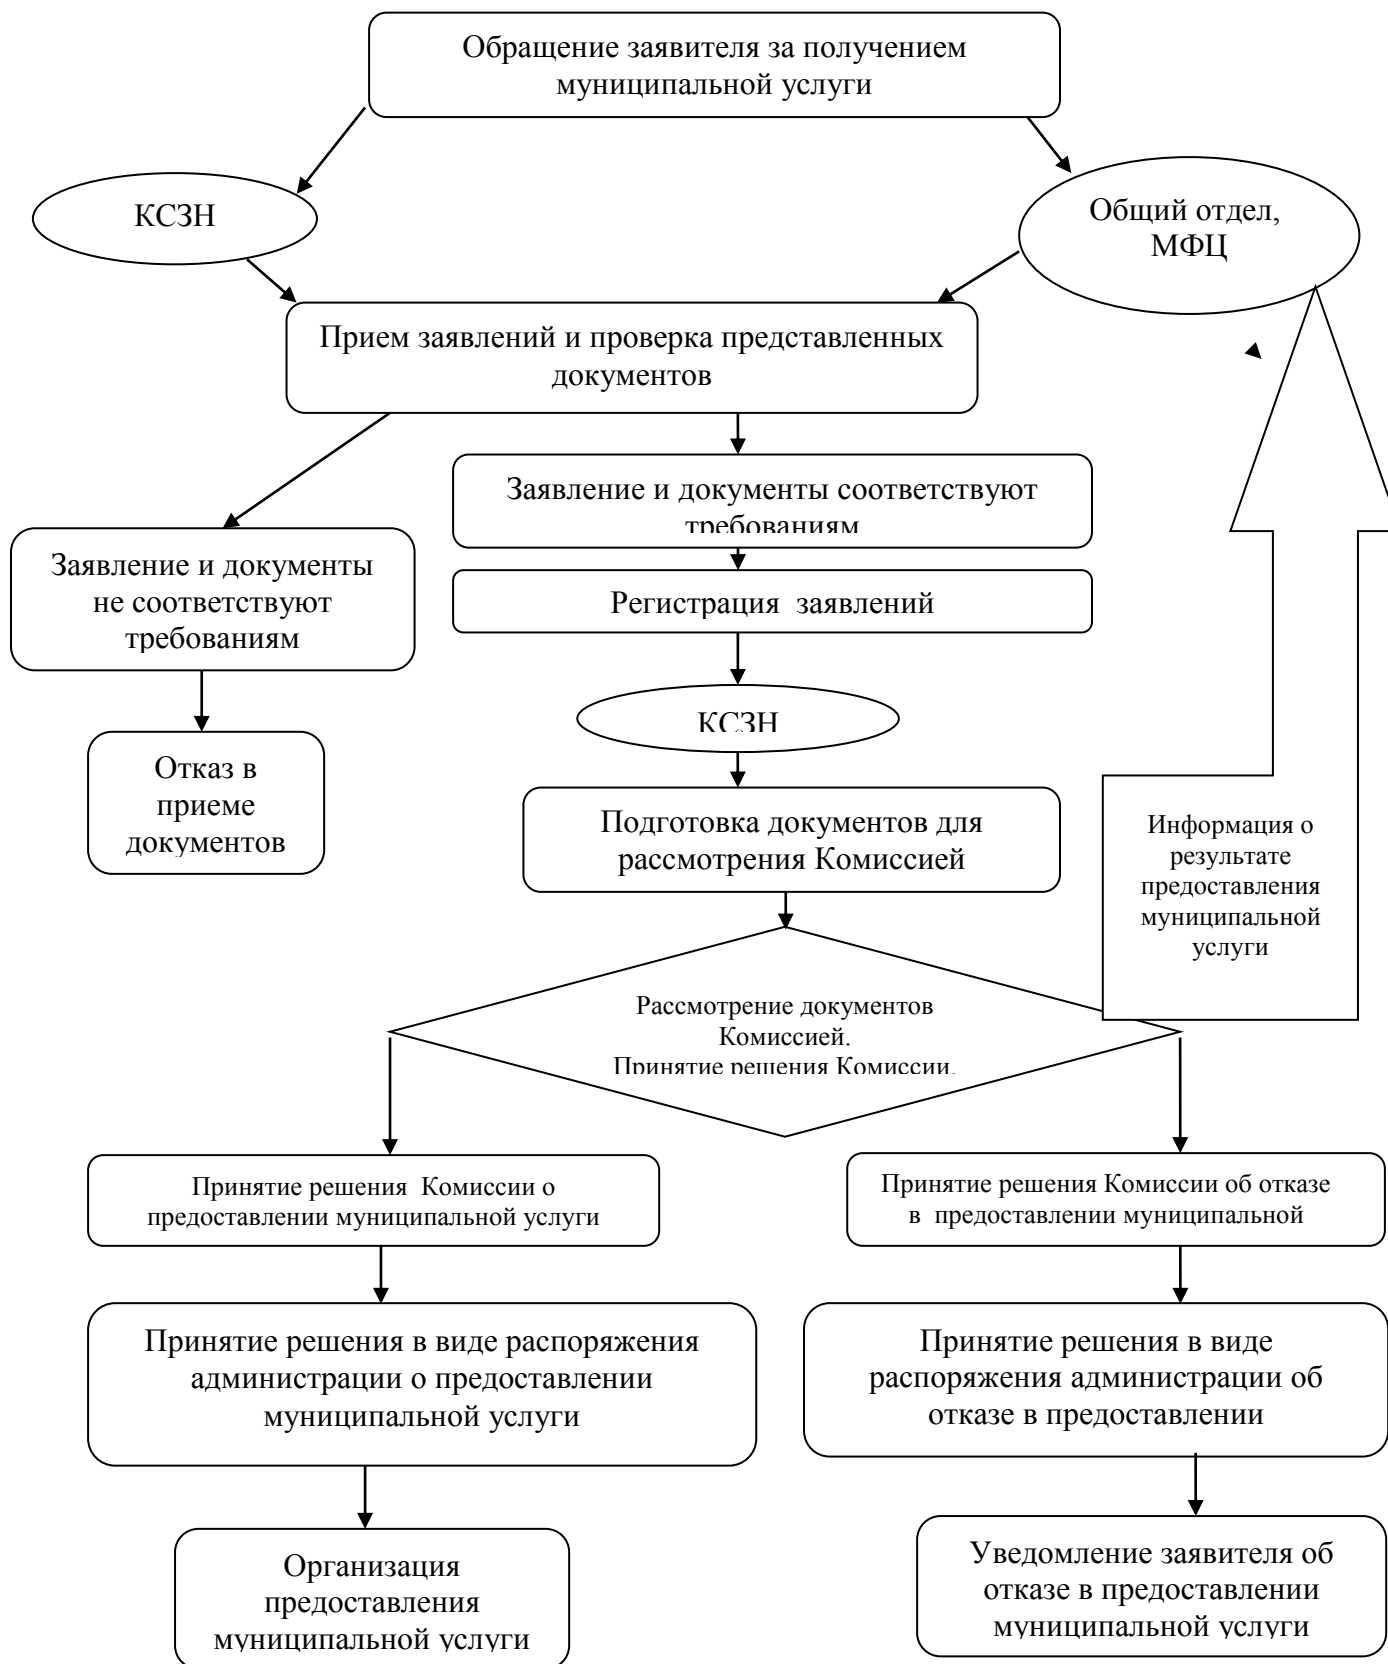 Обращение заявителя за получением
муниципальной услуги
КСЗН
Общий отдел,
МФЦ
Прием заявлений и проверка представленных
документов
Заявление и документы соответствуют
требованиям
Заявление и документы
не соответствуют
требованиям
Регистрация заявлений
КСЗН
Отказ в
приеме
документов
Подготовка документов для
рассмотрения Комиссией
Информация о
результате
предоставления
муниципальной
услуги
Рассмотрение документов
Комиссией.
Принятие решения Комиссии.
Принятие решения Комиссии о
предоставлении муниципальной услуги
Принятие решения Комиссии об отказе
в предоставлении муниципальной
Принятие решения в виде распоряжения
администрации о предоставлении
муниципальной услуги
Принятие решения в виде
распоряжения администрации об
отказе в предоставлении
Организация
предоставления
муниципальной услуги
Уведомление заявителя об
отказе в предоставлении
муниципальной услуги